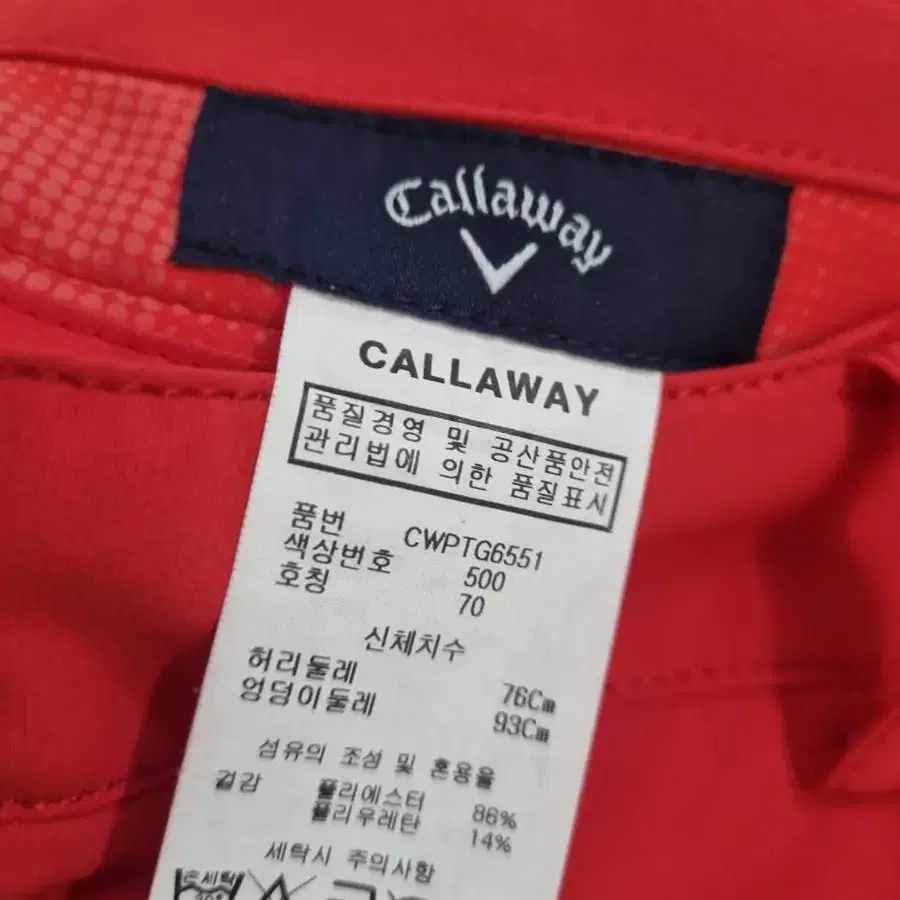 Callaway
CALLAWAY
품질경영 및 공산품안전
관리법에 의한 품질표시
품번 CWPTG6551
색상번호 500
호칭 70
신체치수
허리둘레 76Cm
엉덩이둘레 93Cm
섬유의 조성 및 혼용율
겉감 폴리에스터 86%
폴리우레탄 14%
세탁시 주의사항